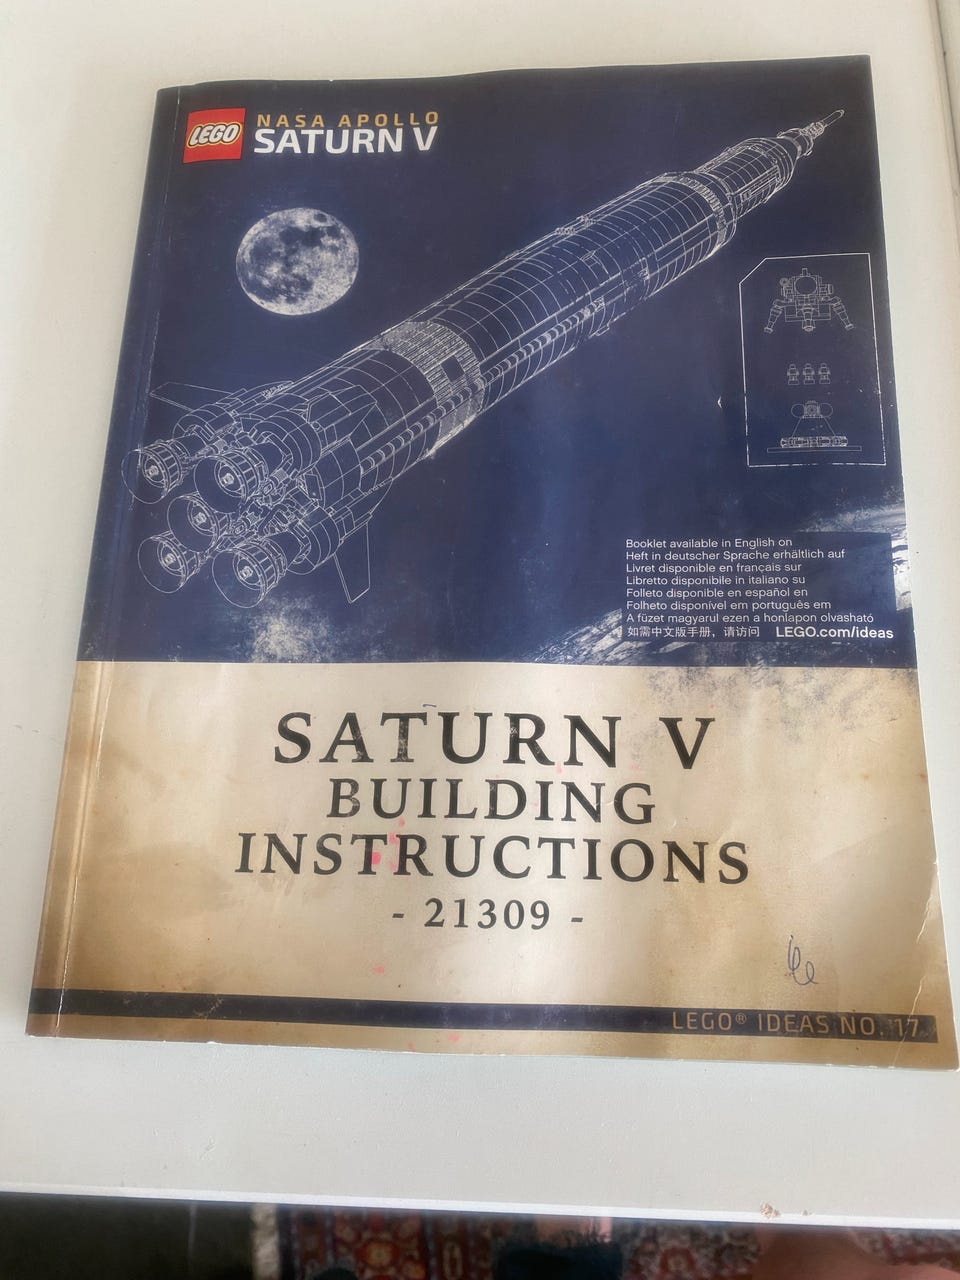 LEGO
NASA APOLLO
SATURN V
Booklet available in English on
Heft in deutscher Sprache erhältlich auf
Livret disponible en français sur
Libretto disponibile in italiano su
Folleto disponible en español en
Folheto disponível em português em
A füzet magyarul ezen a honlapon olvasható
如需中文版手册，请访问 LEGO.com/ideas
SATURN V
BUILDING
INSTRUCTIONS
- 21309 -
LEGO® IDEAS NO. 17